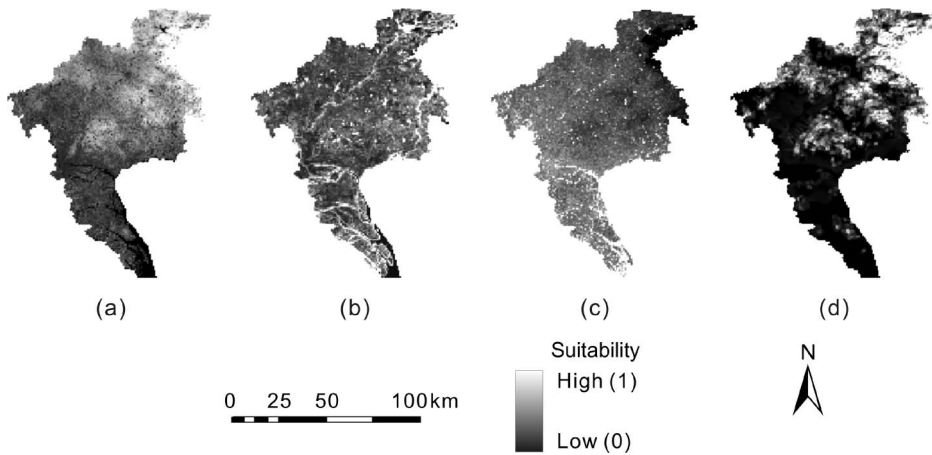 (a) (b) (c) (d)
Suitability
High (1)
Low (0)
0 25 50 100km
N